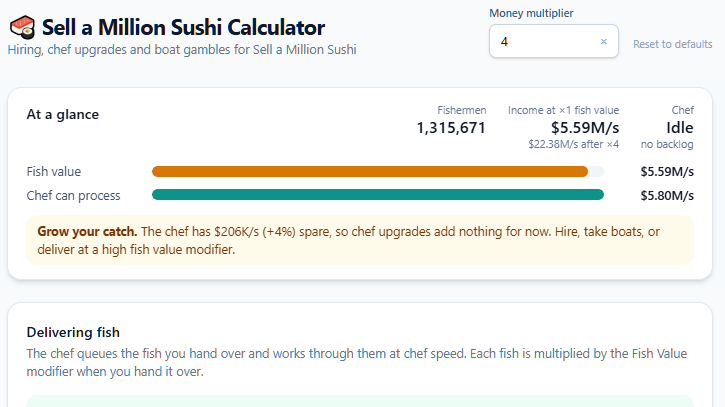 Sell a Million Sushi Calculator
Hiring, chef upgrades and boat gambles for Sell a Million Sushi
Money multiplier
4 ×
Reset to defaults
At a glance
Fishermen
1,315,671
Income at ×1 fish value
$5.59M/s
$22.38M/s after ×4
Chef
Idle
no backlog
Fish value $5.59M/s
Chef can process $5.80M/s
Grow your catch. The chef has $206K/s (+4%) spare, so chef upgrades add nothing for now. Hire, take boats, or
deliver at a high fish value modifier.
Delivering fish
The chef queues the fish you hand over and works through them at chef speed. Each fish is multiplied by the Fish Value
modifier when you hand it over.